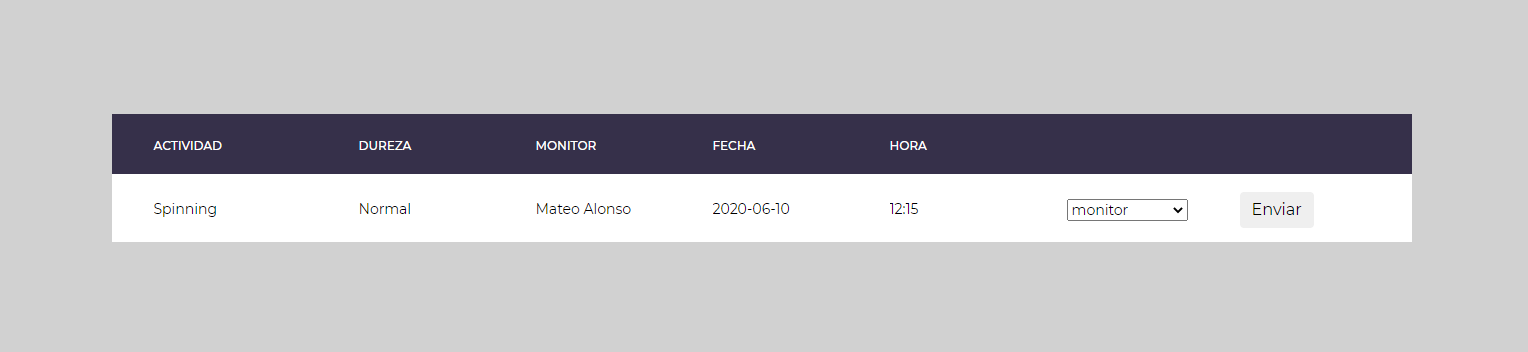 ACTIVIDAD DUREZA MONITOR FECHA HORA
Spinning Normal Mateo Alonso 2020-06-10 12:15 monitor Enviar